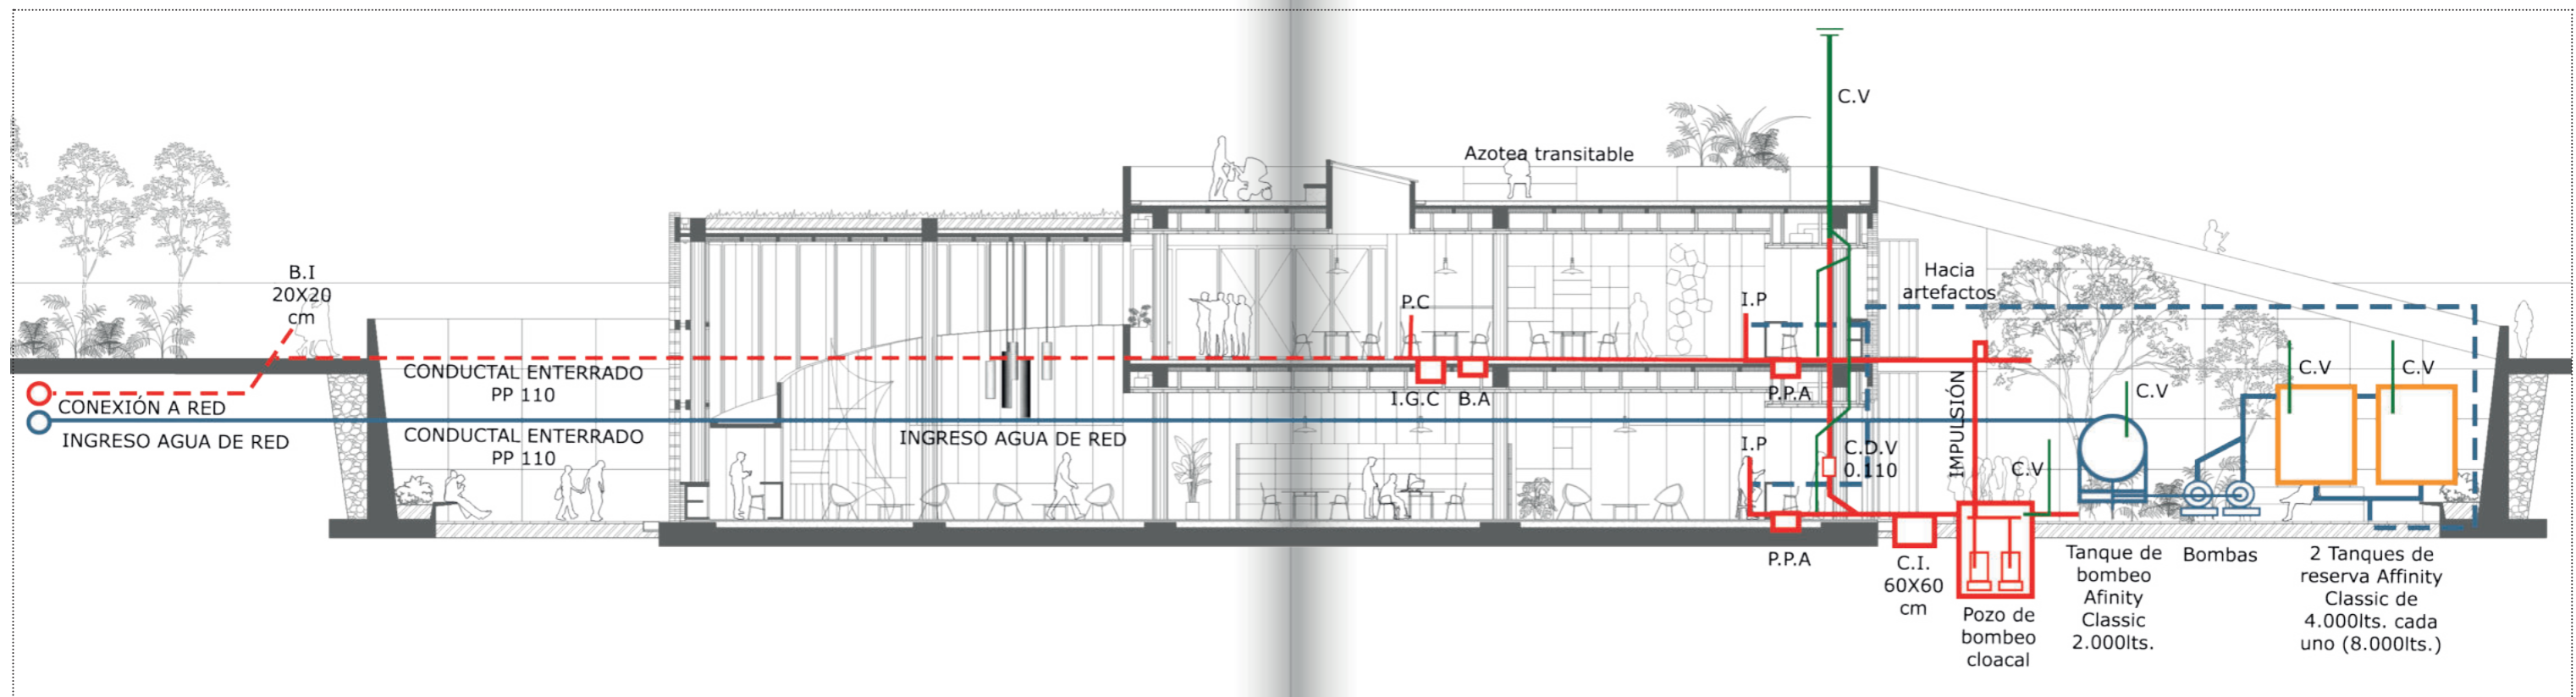 C.V
Azotea transitable
B.I
20X20
cm
Hacia
artefactos
P.C
I.P
CONDUCTAL ENTERRADO
PP 110
I.G.C
B.A
P.P.A
IMPULSIÓN
C.V
C.V
C.V
CONEXIÓN A RED
INGRESO AGUA DE RED
CONDUCTAL ENTERRADO
PP 110
INGRESO AGUA DE RED
I.P
C.D.V
0.110
C.V
P.P.A
C.I.
60X60
cm
Pozo de
bombeo
cloacal
Tanque de
bombeo
Afinity
Classic
2.000lts.
Bombas
2 Tanques de
reserva Affinity
Classic de
4.000lts. cada
uno (8.000lts.)